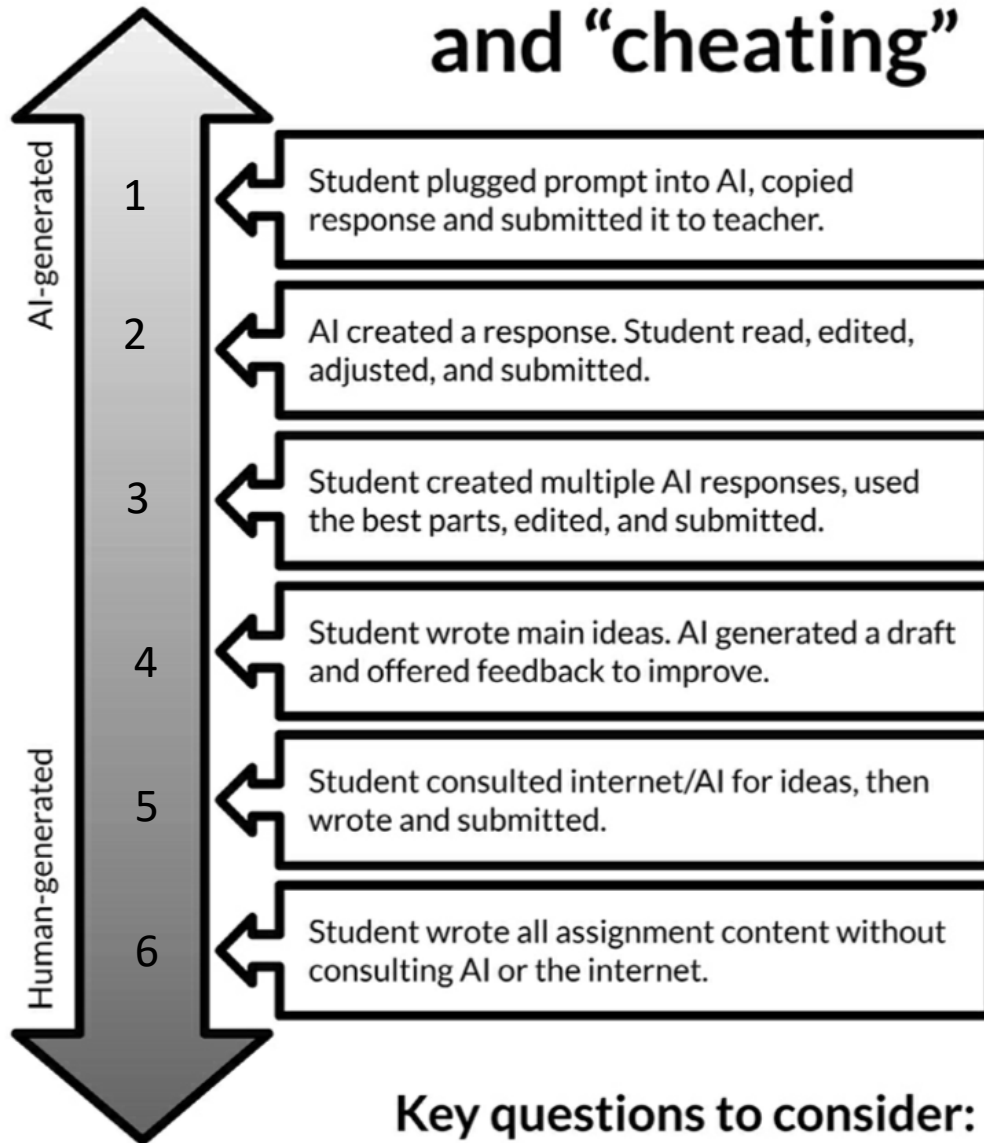 and “cheating”
AI-generated
1
Student plugged prompt into AI, copied
response and submitted it to teacher.
2
AI created a response. Student read, edited,
adjusted, and submitted.
3
Student created multiple AI responses, used
the best parts, edited, and submitted.
4
Student wrote main ideas. AI generated a draft
and offered feedback to improve.
Human-generated
5
Student consulted internet/AI for ideas, then
wrote and submitted.
6
Student wrote all assignment content without
consulting AI or the internet.
Key questions to consider: